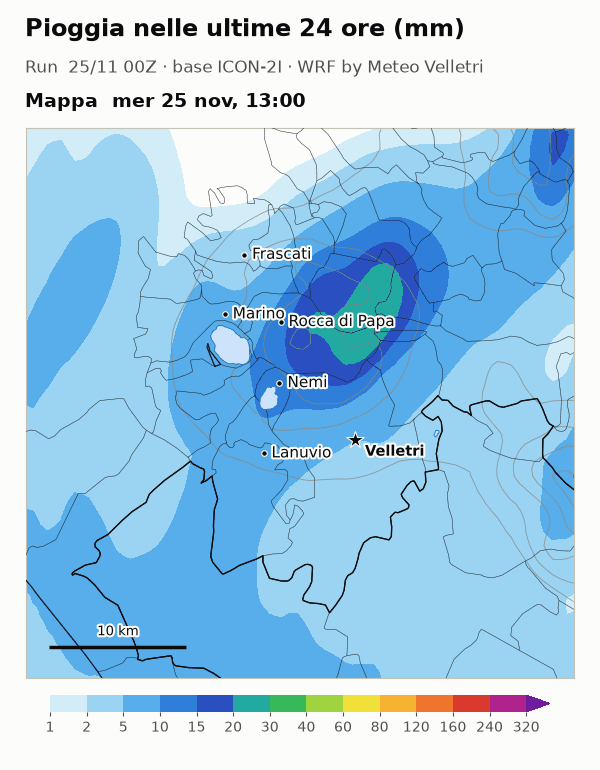 Pioggia nelle ultime 24 ore (mm)
Run  25/11 00Z · base ICON-2I · WRF by Meteo Velletri
Mappa  mer 25 nov, 13:00
Frascati
Marino
Rocca di Papa
Nemi
Velletri
Lanuvio
10 km
1 2 5 10 15 20 30 40 60 80 120 160 240 320